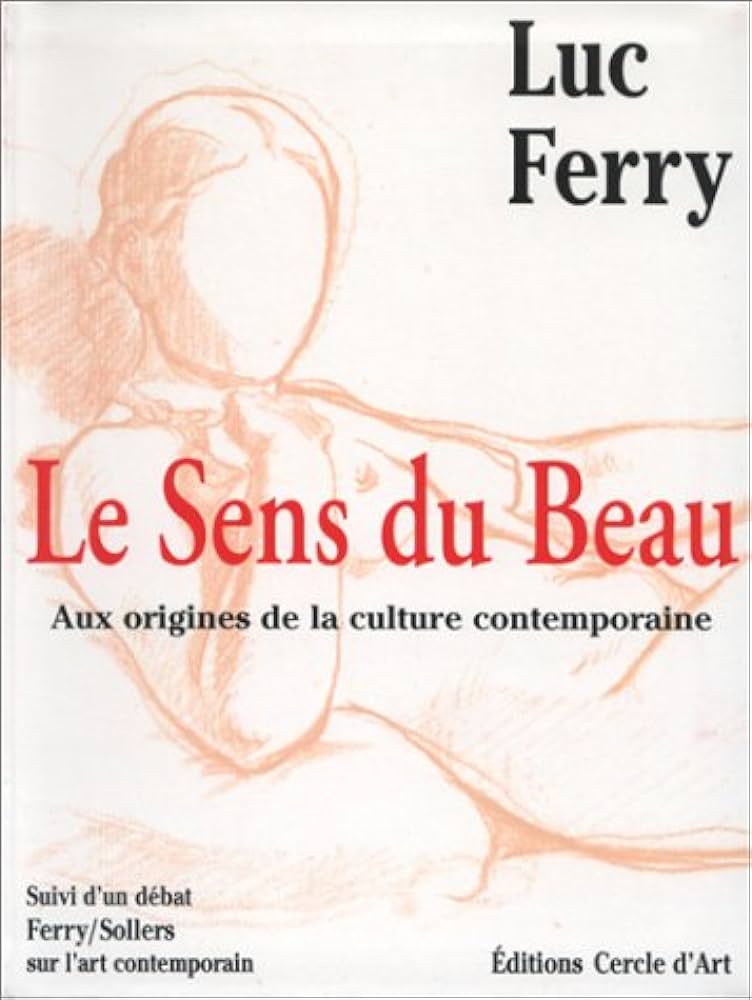 Luc
Ferry
Le Sens du Beau
Aux origines de la culture contemporaine
Suivi d'un débat
Ferry/Sollers
sur l'art contemporain
Éditions Cercle d'Art